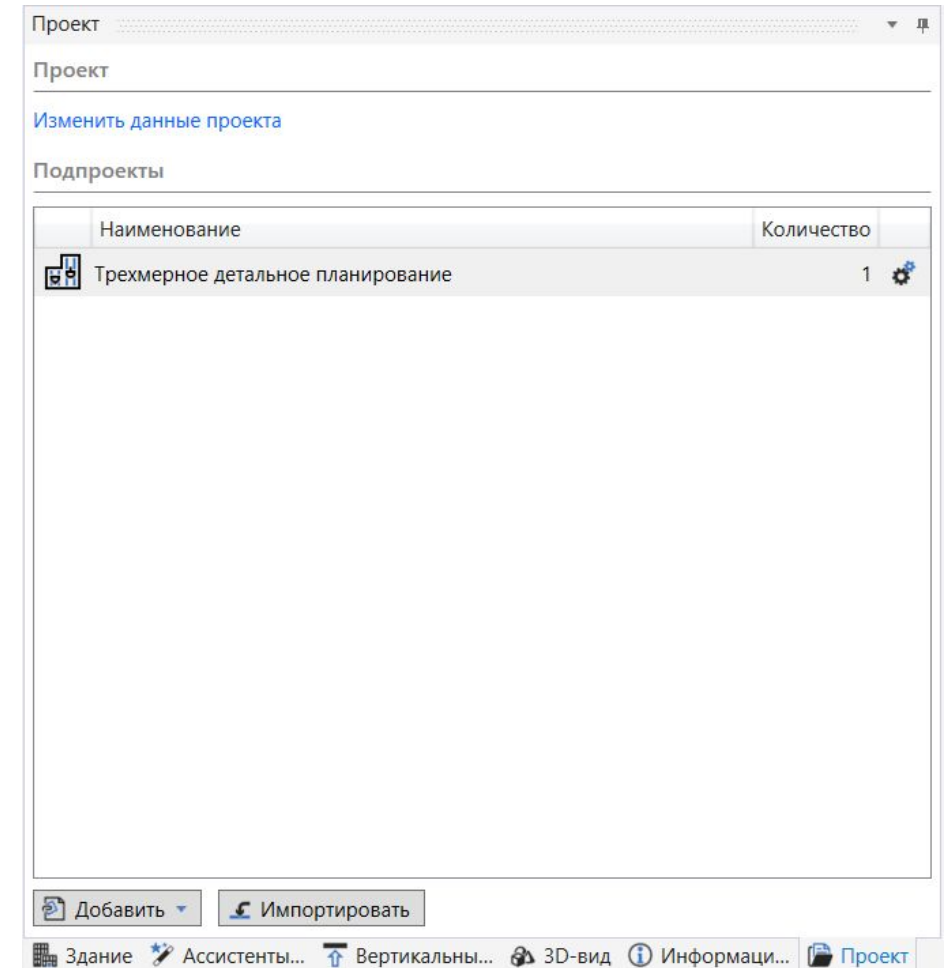 Проект
Проект
Изменить данные проекта
Подпроекты
Наименование Количество
Трехмерное детальное планирование 1
Добавить Импортировать
Здание Ассистенты... Вертикальны... 3D-вид Информаци... Проект